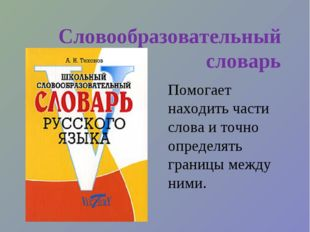 Словообразовательный
словарь
А. Н. Тихонов
ШКОЛЬНЫЙ
СЛОВООБРАЗОВАТЕЛЬНЫЙ
СЛОВАРЬ
РУССКОГО
ЯЗЫКА
Помогает
находить части
слова и точно
определять
границы между
ними.